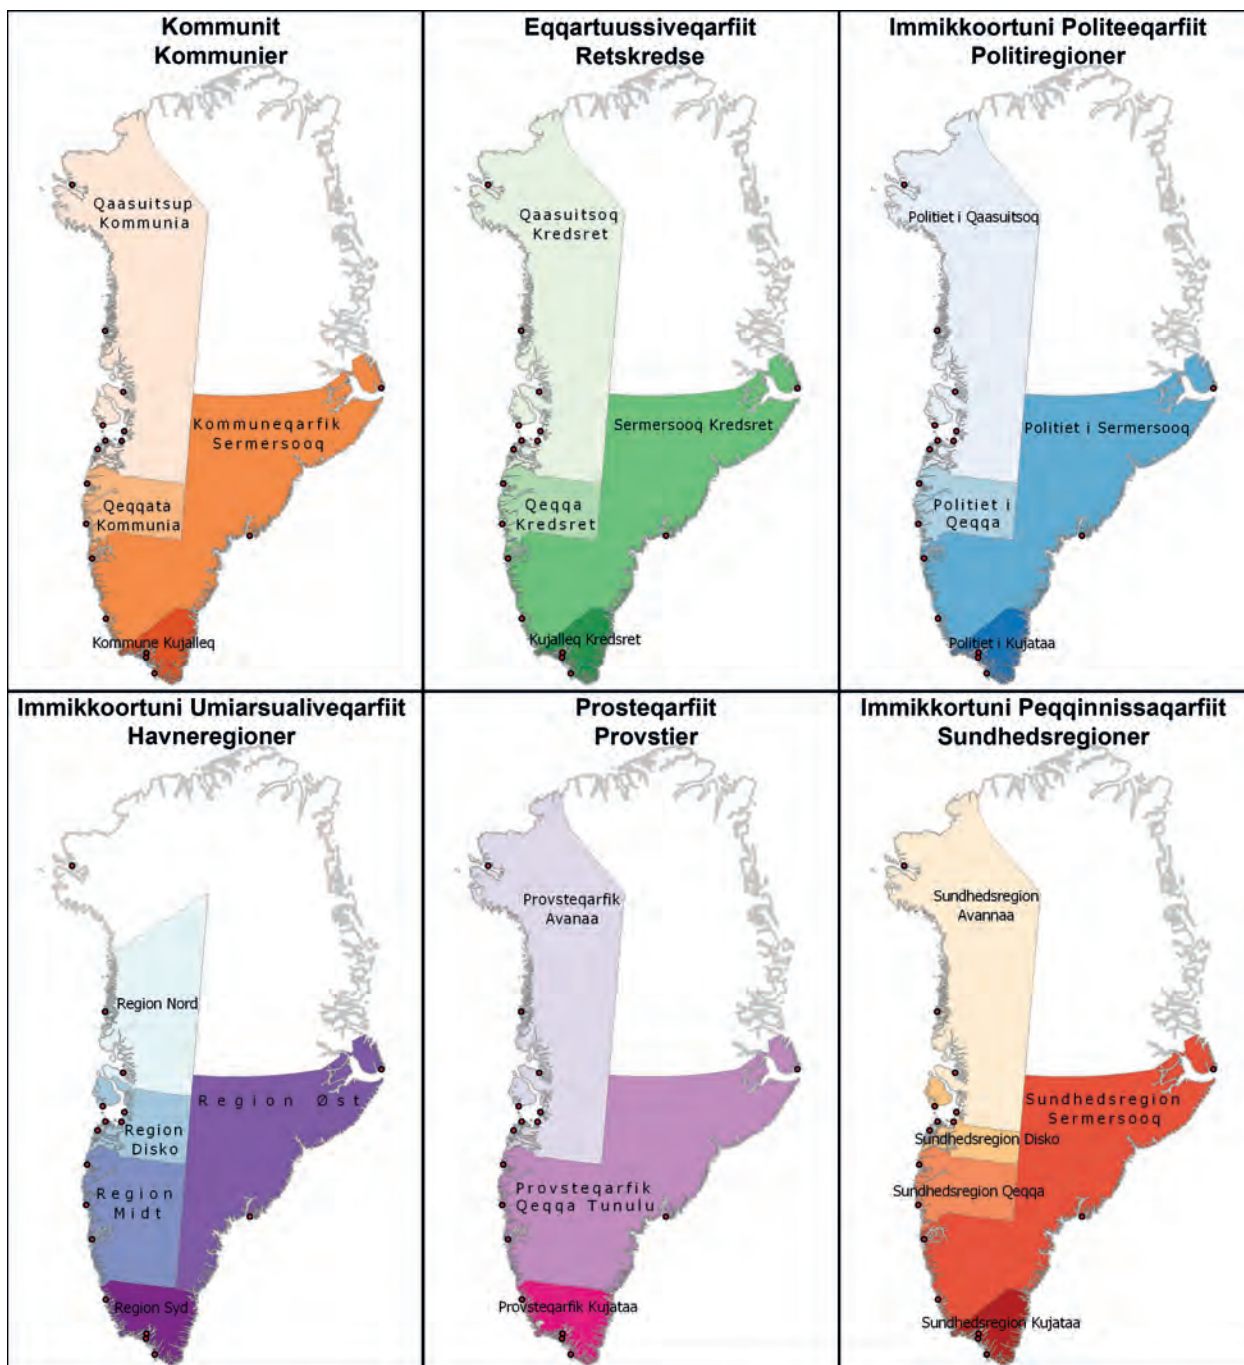 Kommunit
Kommunier
Qaasuitsup
Kommunia
Kommuneqarfik
Sermersooq
Qeqqata
Kommunia
Kommune Kujalleq
Eqqartuussiveqarfiit
Retskredse
Qaasuitsoq
Kredsret
Sermersooq Kredsret
Qeqqa
Kredsret
Kujalleq Kredsret
Immikkoortuni Politeeqarfiit
Politiregioner
Politiet i Qaasuitsoq
Politiet i Sermersooq
Politiet i
Qeqqa
Politiet i Kujataa
Immikkoortuni Umiarsualiveqarfiit
Havneregioner
Region Nord
Region Øst
Region
Disko
Region
Midt
Region Syd
Prosteqarfiit
Provstier
Provsteqarfik
Avanaa
Provsteqarfik
Qeqqa Tunulu
Provsteqarfik Kujataa
Immikkortuni Peqqinnissaqarfiit
Sundhedsregioner
Sundhedsregion
Avannaa
Sundhedsregion
Sermersooq
Sundhedsregion Disko
Sundhedsregion Qeqqa
Sundhedsregion Kujataa